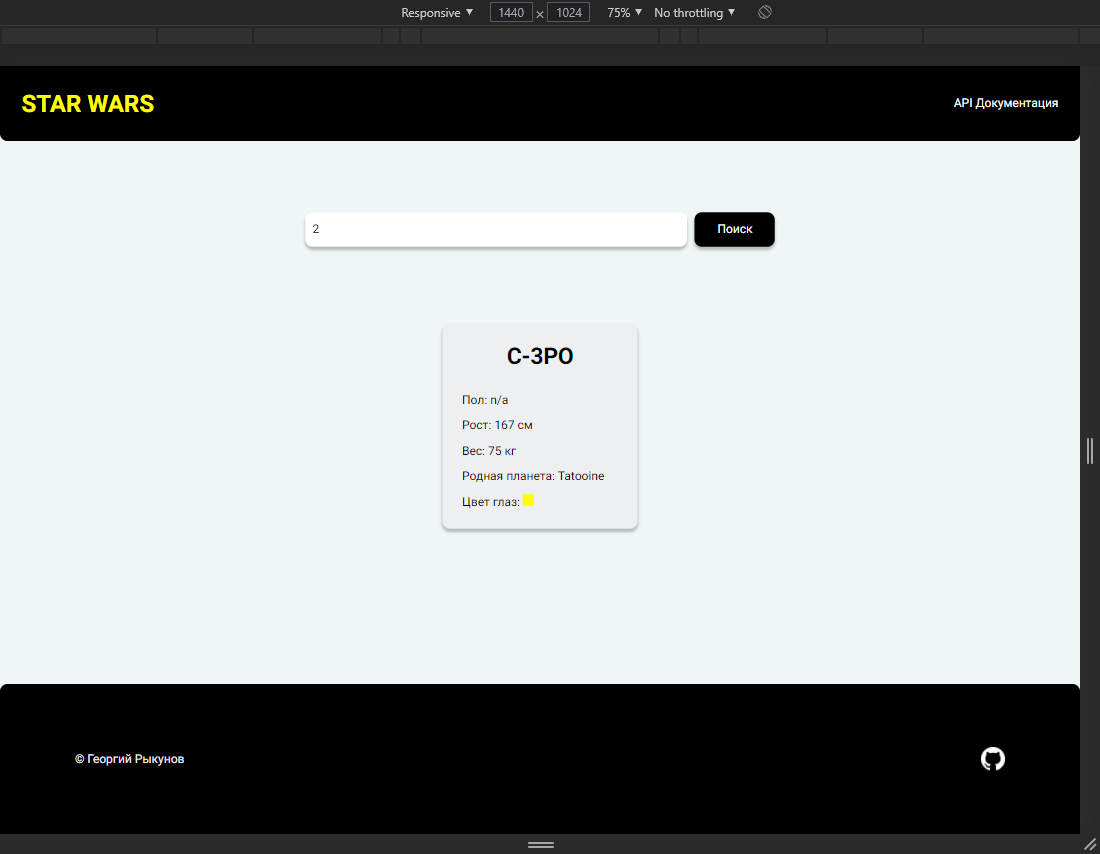 Responsive ▼ 1440 × 1024 75% ▼ No throttling ▼
STAR WARS
API Документация
2
Поиск
C-3PO
Пол: n/a
Рост: 167 см
Вес: 75 кг
Родная планета: Tatooine
Цвет глаз:
© Георгий Рыкунов